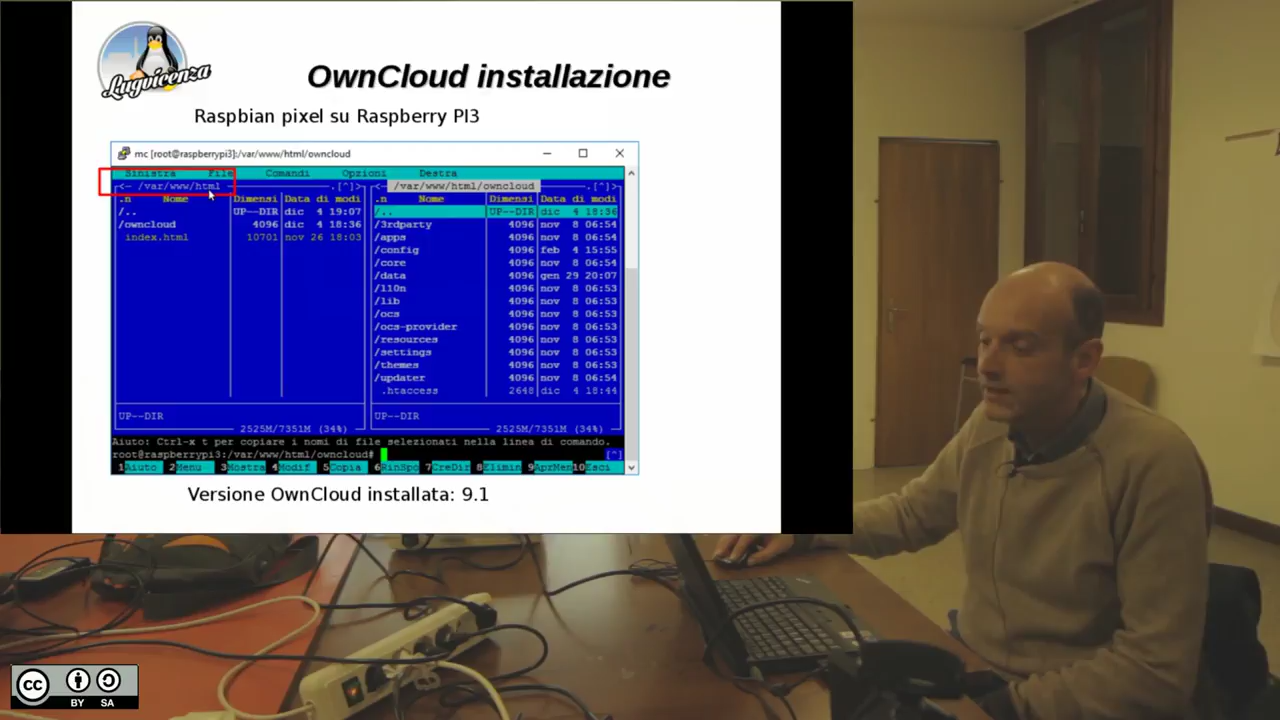 Lugvicenza
OwnCloud installazione
Raspbian pixel su Raspberry PI3
mc [root@raspberrypi3]:/var/www/html/owncloud
Sinistra File Comandi Opzioni Destra
<- /var/www/html .[^]> <- /var/www/html/owncloud .[^]>
.n Nome Dimensi Data di modi .n Nome Dimensi Data di modi
/.. UP--DIR dic 4 19:07 /.. UP--DIR dic 4 18:36
/owncloud 4096 dic 4 18:36 /3rdparty 4096 nov 8 06:54
index.html 10701 nov 26 18:03 /apps 4096 nov 8 06:54
/config 4096 feb 4 15:55
/core 4096 nov 8 06:54
/data 4096 gen 29 20:07
/l10n 4096 nov 8 06:53
/lib 4096 nov 8 06:53
/ocs 4096 nov 8 06:53
/ocs-provider 4096 nov 8 06:53
/resources 4096 nov 8 06:53
/settings 4096 nov 8 06:53
/themes 4096 nov 8 06:53
/updater 4096 nov 8 06:54
.htaccess 2648 dic 4 18:44
UP--DIR UP--DIR
2525M/7351M (34%) 2525M/7351M (34%)
Aiuto: Ctrl-x t per copiare i nomi di file selezionati nella linea di comando.
root@raspberrypi3:/var/www/html/owncloud# [^]
1Aiuto 2Menu 3Mostra 4Modif 5Copia 6RinSpo 7CreDir 8Elimin 9AprMen 10Esci
Versione OwnCloud installata: 9.1
CC BY SA